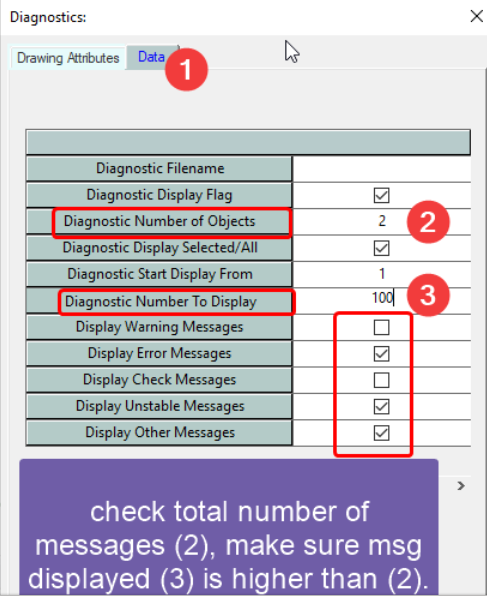 Diagnostics:
Drawing Attributes Data
1
Diagnostic Filename
Diagnostic Display Flag
Diagnostic Number of Objects 2 2
Diagnostic Display Selected/All
Diagnostic Start Display From 1
Diagnostic Number To Display 100 3
Display Warning Messages
Display Error Messages
Display Check Messages
Display Unstable Messages
Display Other Messages
check total number of
messages (2), make sure msg
displayed (3) is higher than (2).